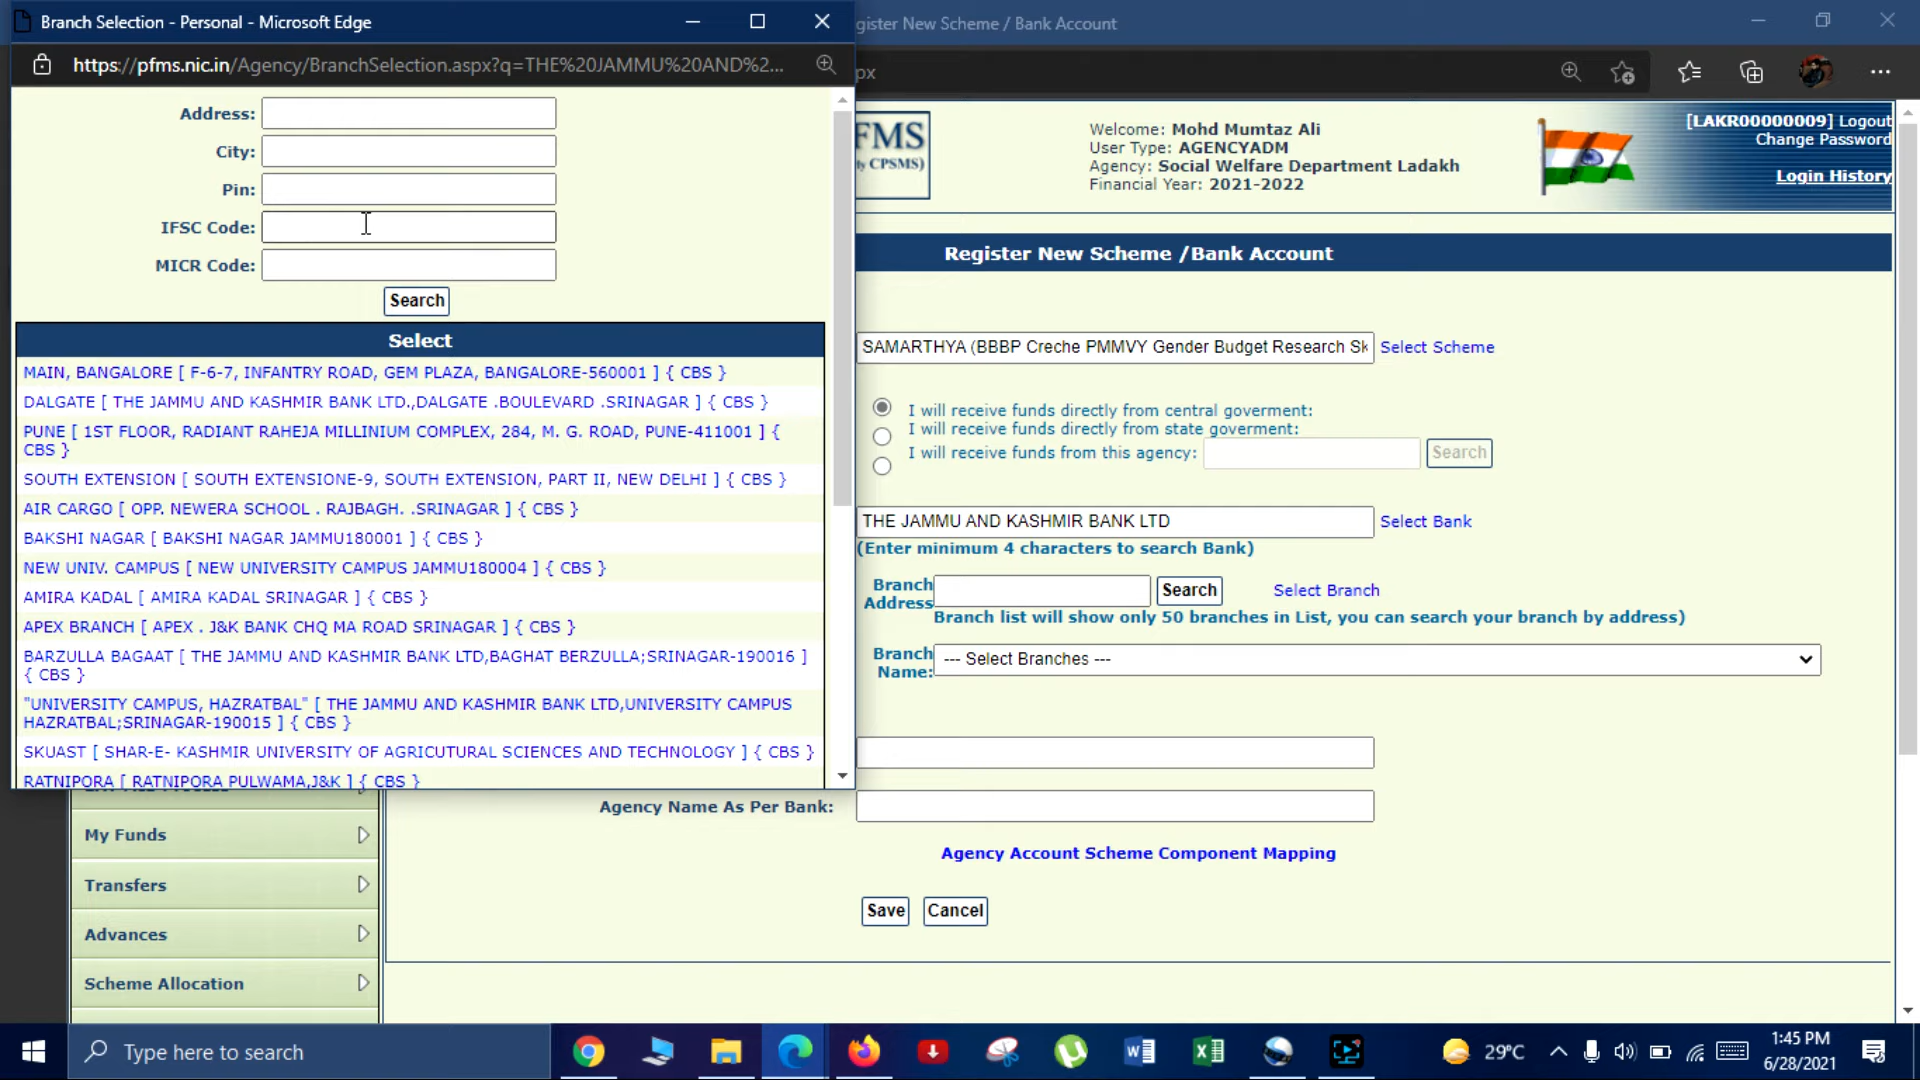 Branch Selection - Personal - Microsoft Edge
https://pfms.nic.in/Agency/BranchSelection.aspx?q=THE%20JAMMU%20AND%2...
Address:
City:
Pin:
IFSC Code:
MICR Code:
Search
Select
MAIN, BANGALORE [ F-6-7, INFANTRY ROAD, GEM PLAZA, BANGALORE-560001 ] { CBS }
DALGATE [ THE JAMMU AND KASHMIR BANK LTD.,DALGATE .BOULEVARD .SRINAGAR ] { CBS }
PUNE [ 1ST FLOOR, RADIANT RAHEJA MILLINIUM COMPLEX, 284, M. G. ROAD, PUNE-411001 ] {
CBS }
SOUTH EXTENSION [ SOUTH EXTENSIONE-9, SOUTH EXTENSION, PART II, NEW DELHI ] { CBS }
AIR CARGO [ OPP. NEWERA SCHOOL . RAJBAGH. .SRINAGAR ] { CBS }
BAKSHI NAGAR [ BAKSHI NAGAR JAMMU180001 ] { CBS }
NEW UNIV. CAMPUS [ NEW UNIVERSITY CAMPUS JAMMU180004 ] { CBS }
AMIRA KADAL [ AMIRA KADAL SRINAGAR ] { CBS }
APEX BRANCH [ APEX . J&K BANK CHQ MA ROAD SRINAGAR ] { CBS }
BARZULLA BAGAAT [ THE JAMMU AND KASHMIR BANK LTD,BAGHAT BERZULLA;SRINAGAR-190016 ]
{ CBS }
"UNIVERSITY CAMPUS, HAZRATBAL" [ THE JAMMU AND KASHMIR BANK LTD,UNIVERSITY CAMPUS
HAZRATBAL;SRINAGAR-190015 ] { CBS }
SKUAST [ SHAR-E- KASHMIR UNIVERSITY OF AGRICUTURAL SCIENCES AND TECHNOLOGY ] { CBS }
RATNIPORA [ RATNIPORA PULWAMA,J&K ] { CBS }
gister New Scheme / Bank Account
px
FMS
y CPSMS)
Welcome: Mohd Mumtaz Ali
User Type: AGENCYADM
Agency: Social Welfare Department Ladakh
Financial Year: 2021-2022
[LAKR00000009] Logout
Change Password
Login History
Register New Scheme /Bank Account
SAMARTHYA (BBBP Creche PMMVY Gender Budget Research Sk Select Scheme
I will receive funds directly from central goverment:
I will receive funds directly from state goverment:
I will receive funds from this agency: Search
THE JAMMU AND KASHMIR BANK LTD Select Bank
(Enter minimum 4 characters to search Bank)
Branch
Address
Search Select Branch
Branch list will show only 50 branches in List, you can search your branch by address)
Branch
Name:
--- Select Branches ---
Agency Name As Per Bank:
Agency Account Scheme Component Mapping
Save Cancel
My Funds
Transfers
Advances
Scheme Allocation
Type here to search
29°C
1:45 PM
6/28/2021